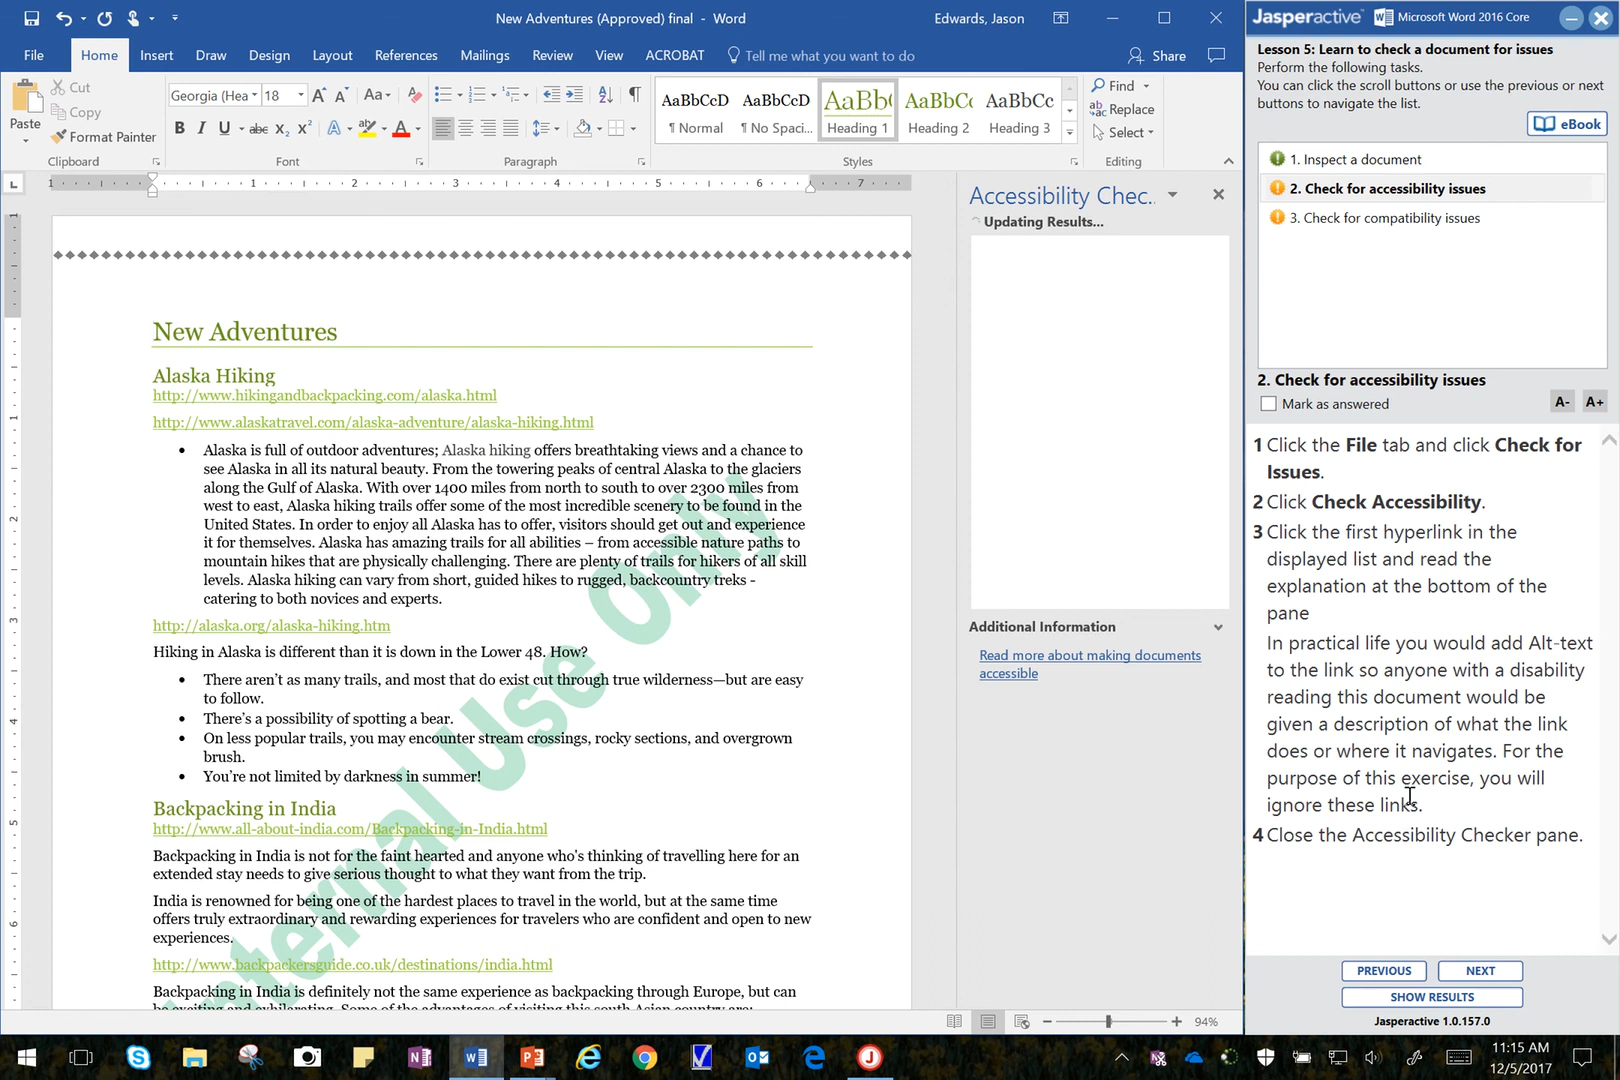 New Adventures (Approved) final - Word
Edwards, Jason
File Home Insert Draw Design Layout References Mailings Review View ACROBAT Tell me what you want to do Share
Paste
Cut
Copy
Format Painter
Clipboard
Georgia (Hea 18
Font
Paragraph
AaBbCcD AaBbCcD AaBb( AaBbC( AaBbCc
¶ Normal ¶ No Spaci... Heading 1 Heading 2 Heading 3
Styles
Find
Replace
Select
Editing
1 1 2 3 4 5 6 7
New Adventures
Alaska Hiking
http://www.hikingandbackpacking.com/alaska.html
http://www.alaskatravel.com/alaska-adventure/alaska-hiking.html
• Alaska is full of outdoor adventures; Alaska hiking offers breathtaking views and a chance to
see Alaska in all its natural beauty. From the towering peaks of central Alaska to the glaciers
along the Gulf of Alaska. With over 1400 miles from north to south to over 2300 miles from
west to east, Alaska hiking trails offer some of the most incredible scenery to be found in the
United States. In order to enjoy all Alaska has to offer, visitors should get out and experience
it for themselves. Alaska has amazing trails for all abilities – from accessible nature paths to
mountain hikes that are physically challenging. There are plenty of trails for hikers of all skill
levels. Alaska hiking can vary from short, guided hikes to rugged, backcountry treks -
catering to both novices and experts.
http://alaska.org/alaska-hiking.htm
Hiking in Alaska is different than it is down in the Lower 48. How?
• There aren't as many trails, and most that do exist cut through true wilderness—but are easy
to follow.
• There's a possibility of spotting a bear.
• On less popular trails, you may encounter stream crossings, rocky sections, and overgrown
brush.
• You're not limited by darkness in summer!
Backpacking in India
http://www.all-about-india.com/Backpacking-in-India.html
Backpacking in India is not for the faint hearted and anyone who's thinking of travelling here for an
extended stay needs to give serious thought to what they want from the trip.
India is renowned for being one of the hardest places to travel in the world, but at the same time
offers truly extraordinary and rewarding experiences for travelers who are confident and open to new
experiences.
http://www.backpackersguide.co.uk/destinations/india.html
Backpacking in India is definitely not the same experience as backpacking through Europe, but can
be exciting and exhilarating. Some of the advantages of visiting this south Asian country are:
Internal Use Only
Accessibility Chec..
Updating Results...
Additional Information
Read more about making documents
accessible
94%
Jasperactive Microsoft Word 2016 Core
Lesson 5: Learn to check a document for issues
Perform the following tasks.
You can click the scroll buttons or use the previous or next
buttons to navigate the list.
eBook
1. Inspect a document
2. Check for accessibility issues
3. Check for compatibility issues
2. Check for accessibility issues
Mark as answered
A- A+
1 Click the File tab and click Check for
Issues.
2 Click Check Accessibility.
3 Click the first hyperlink in the
displayed list and read the
explanation at the bottom of the
pane
In practical life you would add Alt-text
to the link so anyone with a disability
reading this document would be
given a description of what the link
does or where it navigates. For the
purpose of this exercise, you will
ignore these links.
4 Close the Accessibility Checker pane.
PREVIOUS NEXT
SHOW RESULTS
Jasperactive 1.0.157.0
11:15 AM
12/5/2017